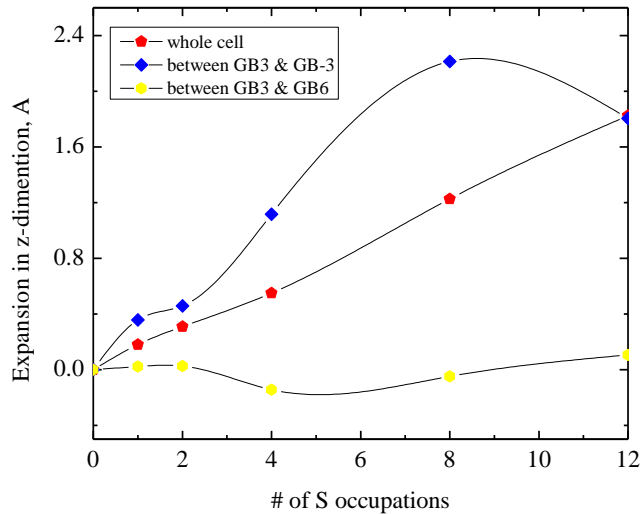 2.4
1.6
0.8
0.0
Expansion in z-dimention, A
whole cell
between GB3 & GB-3
between GB3 & GB6
0 2 4 6 8 10 12
# of S occupations